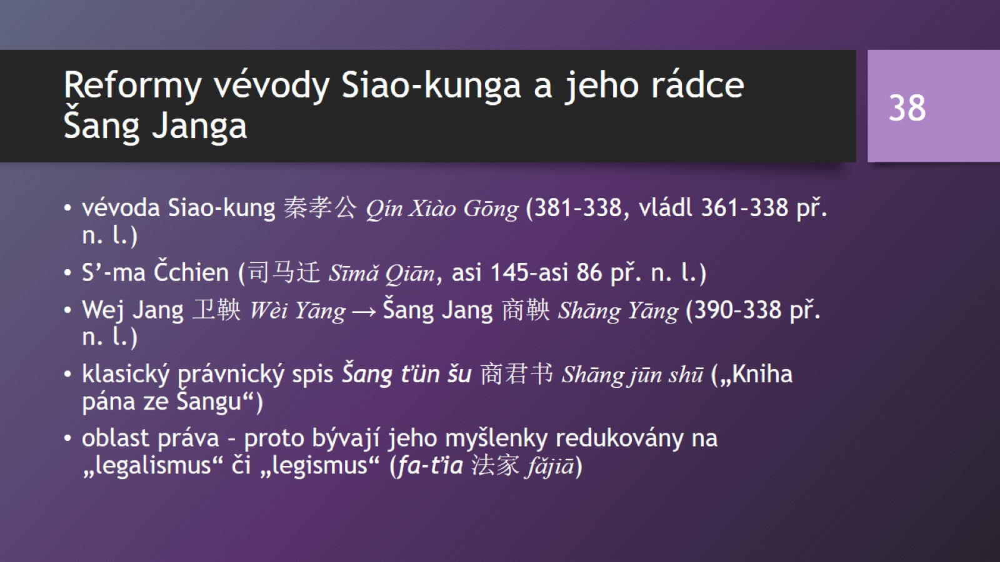 Reformy vévody Siao-kunga a jeho rádce
Šang Janga
38
• vévoda Siao-kung 秦孝公 Qín Xiào Gōng (381–338, vládl 361–338 př.
n. l.)
• S’-ma Čchien (司马迁 Sīmǎ Qiān, asi 145–asi 86 př. n. l.)
• Wej Jang 卫鞅 Wèi Yāng → Šang Jang 商鞅 Shāng Yāng (390–338 př.
n. l.)
• klasický právnický spis Šang ťün šu 商君书 Shāng jūn shū („Kniha
pána ze Šangu“)
• oblast práva – proto bývají jeho myšlenky redukovány na
„legalismus“ či „legismus“ (fa-ťia 法家 fǎjiā)